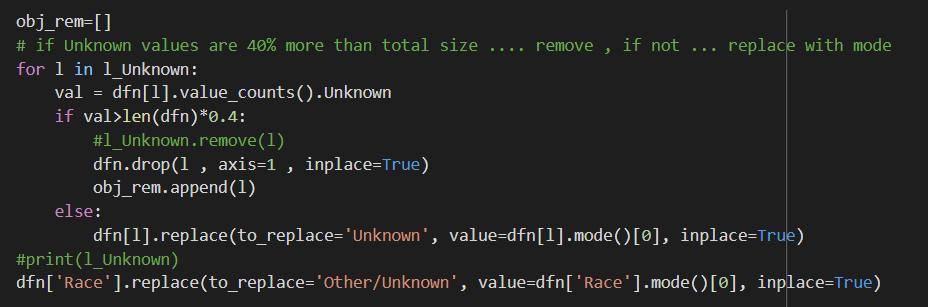 obj_rem=[]
# if Unknown values are 40% more than total size .... remove , if not ... replace with mode
for l in l_Unknown:
    val = dfn[l].value_counts().Unknown
    if val>len(dfn)*0.4:
        #l_Unknown.remove(l)
        dfn.drop(l , axis=1 , inplace=True)
        obj_rem.append(l)
    else:
        dfn[l].replace(to_replace='Unknown', value=dfn[l].mode()[0], inplace=True)
#print(l_Unknown)
dfn['Race'].replace(to_replace='Other/Unknown', value=dfn['Race'].mode()[0], inplace=True)